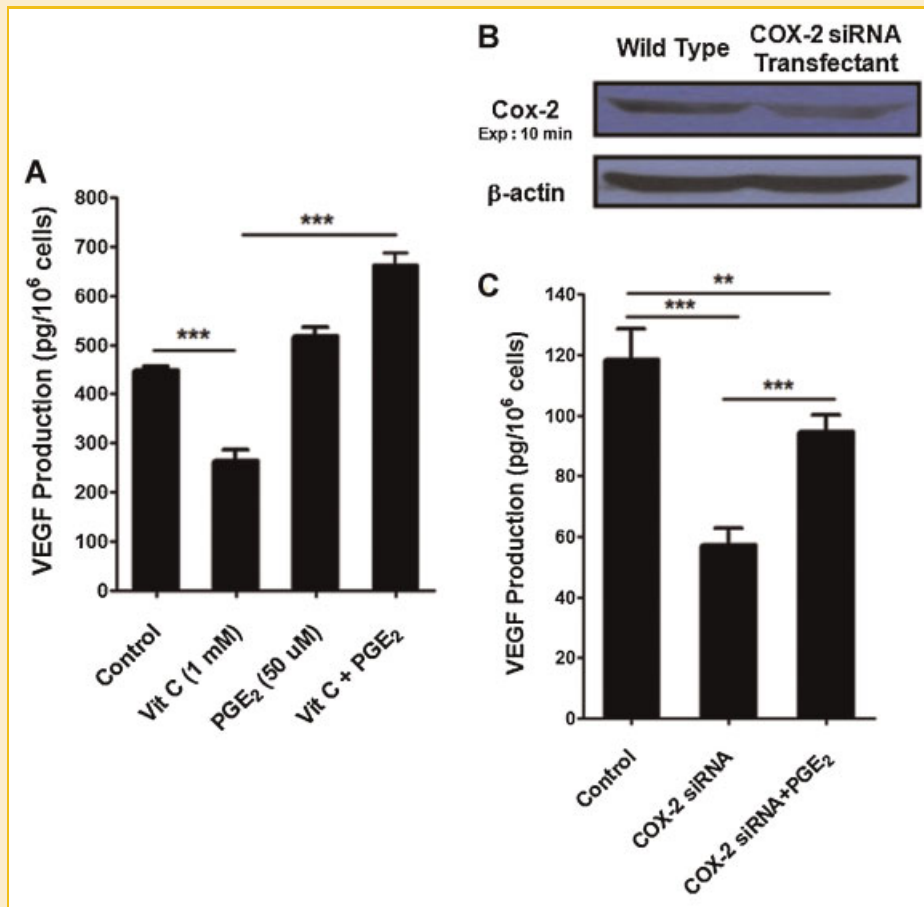 A
VEGF Production (pg/10⁶ cells)
800
700
600
500
400
300
200
100
0
***
***
Control
Vit C (1 mM)
PGE₂ (50 uM)
Vit C + PGE₂
B
Wild Type
COX-2 siRNA
Transfectant
Cox-2
Exp : 10 min
β-actin
C
VEGF Production (pg/10⁶ cells)
140
120
100
80
60
40
20
0
**
***
***
Control
COX-2 siRNA
COX-2 siRNA+PGE₂